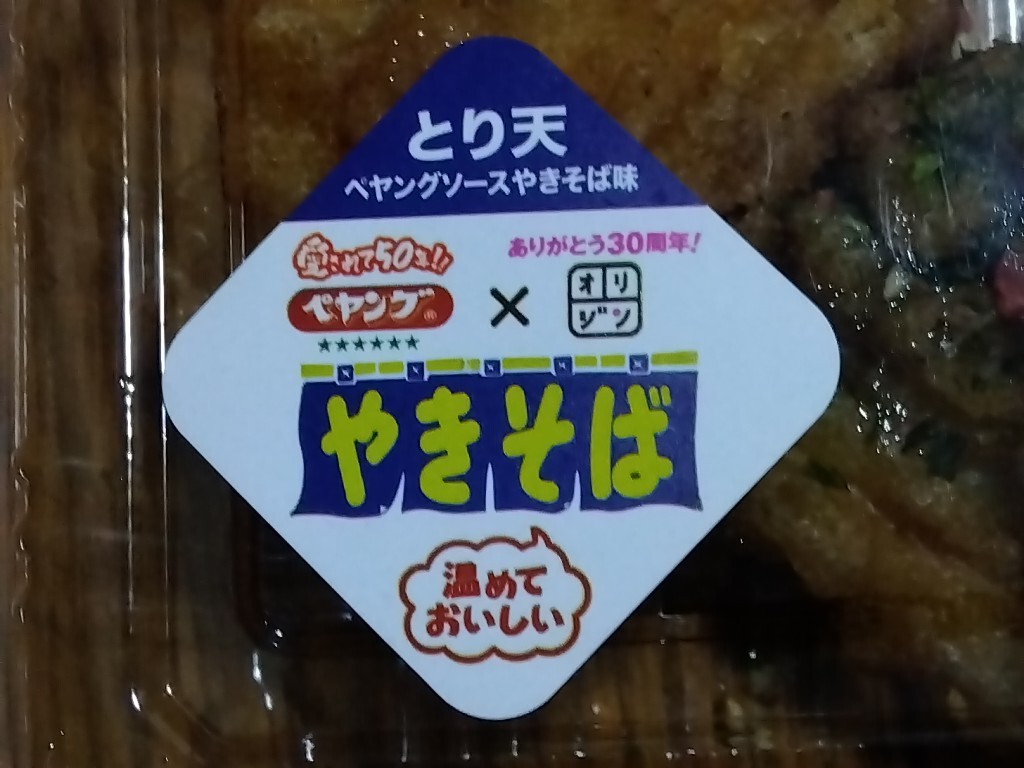 とり天
ペヤングソースやきそば味
愛されて50年!!
ありがとう30周年!
ペヤング®
×
オリジン
★★★★★★
やきそば
温めて
おいしい